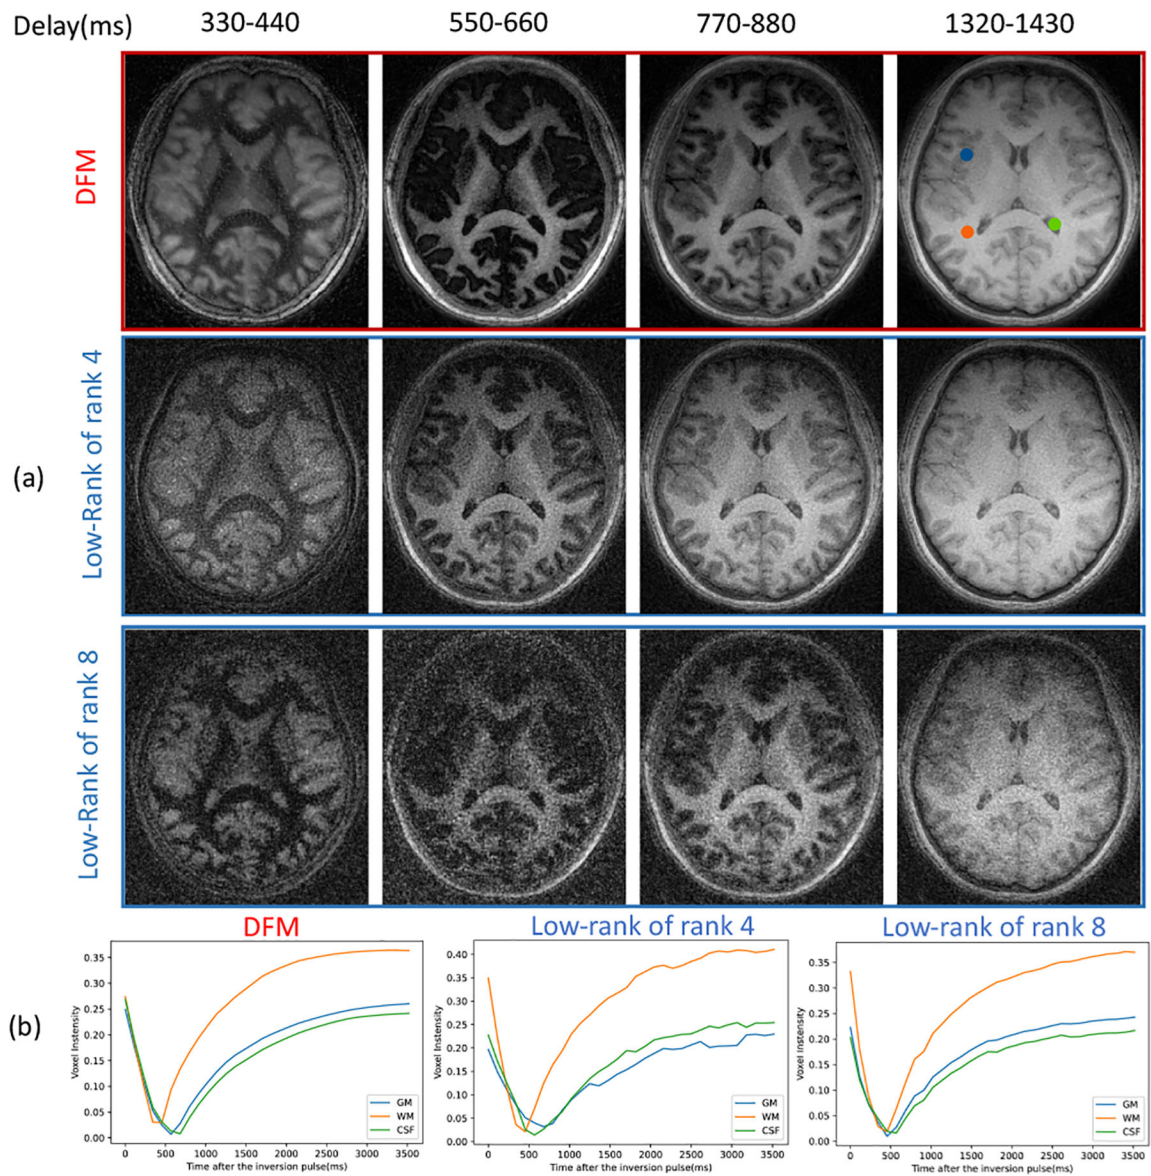 Delay(ms) 330-440 550-660 770-880 1320-1430
DFM
(a)
Low-Rank of rank 4
Low-Rank of rank 8
(b)
DFM
Voxel Instensity
0.35
0.30
0.25
0.20
0.15
0.10
0.05
0.00
GM
WM
CSF
0 500 1000 1500 2000 2500 3000 3500
Time after the inversion pulse(ms)
Low-rank of rank 4
Voxel Instensity
0.40
0.35
0.30
0.25
0.20
0.15
0.10
0.05
0.00
GM
WM
CSF
0 500 1000 1500 2000 2500 3000 3500
Time after the inversion pulse(ms)
Low-rank of rank 8
Voxel Instensity
0.35
0.30
0.25
0.20
0.15
0.10
0.05
0.00
GM
WM
CSF
0 500 1000 1500 2000 2500 3000 3500
Time after the inversion pulse(ms)